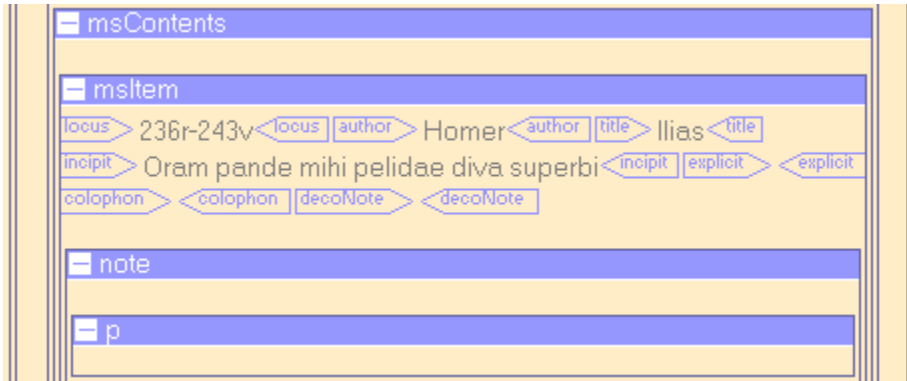 msContents
msItem
locus 236r-243v locus author Homer author title Ilias title
incipit Oram pande mihi pelidae diva superbi incipit explicit explicit
colophon colophon decoNote decoNote
note
p